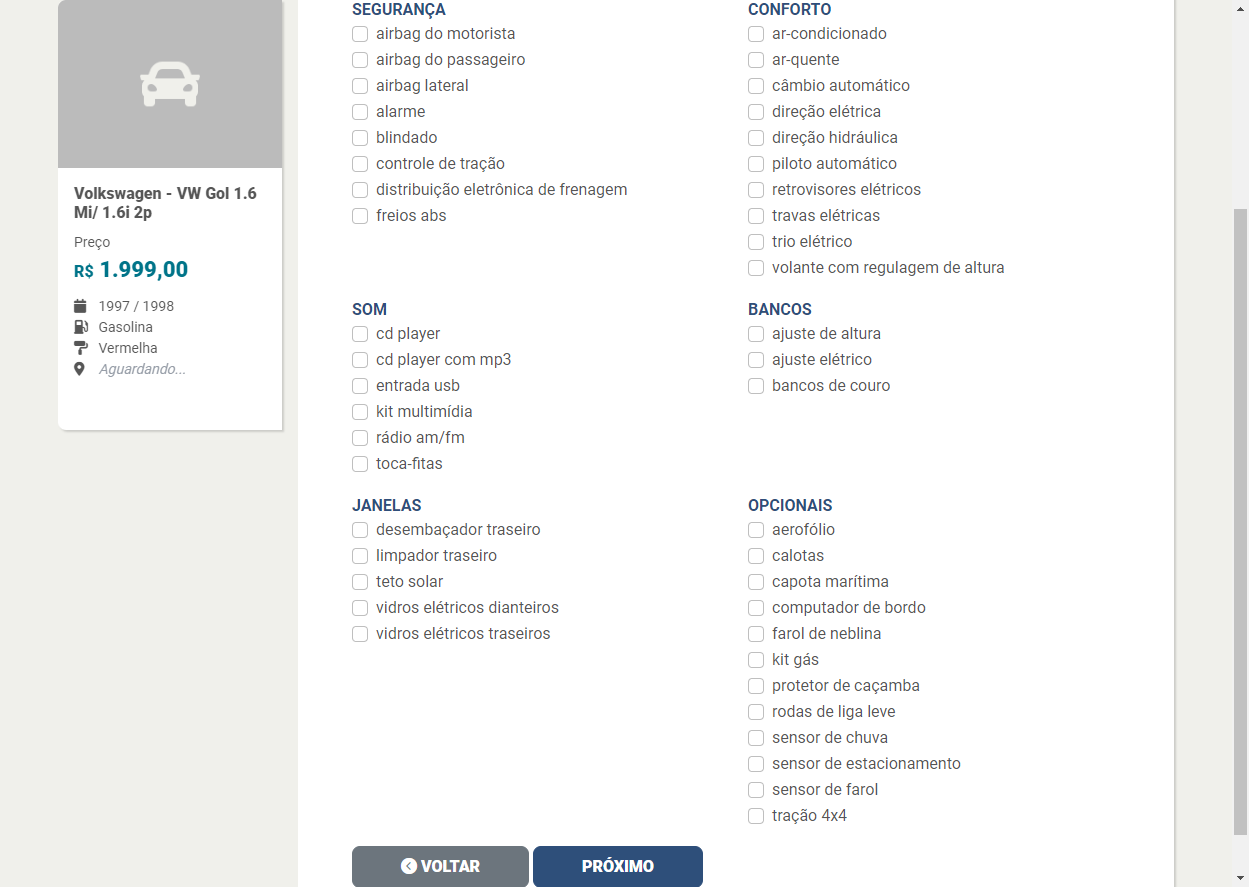 Volkswagen - VW Gol 1.6
Mi/ 1.6i 2p
Preço
R$ 1.999,00
1997 / 1998
Gasolina
Vermelha
Aguardando...
SEGURANÇA
airbag do motorista
airbag do passageiro
airbag lateral
alarme
blindado
controle de tração
distribuição eletrônica de frenagem
freios abs
CONFORTO
ar-condicionado
ar-quente
câmbio automático
direção elétrica
direção hidráulica
piloto automático
retrovisores elétricos
travas elétricas
trio elétrico
volante com regulagem de altura
SOM
cd player
cd player com mp3
entrada usb
kit multimídia
rádio am/fm
toca-fitas
BANCOS
ajuste de altura
ajuste elétrico
bancos de couro
JANELAS
desembaçador traseiro
limpador traseiro
teto solar
vidros elétricos dianteiros
vidros elétricos traseiros
OPCIONAIS
aerofólio
calotas
capota marítima
computador de bordo
farol de neblina
kit gás
protetor de caçamba
rodas de liga leve
sensor de chuva
sensor de estacionamento
sensor de farol
tração 4x4
VOLTAR
PRÓXIMO